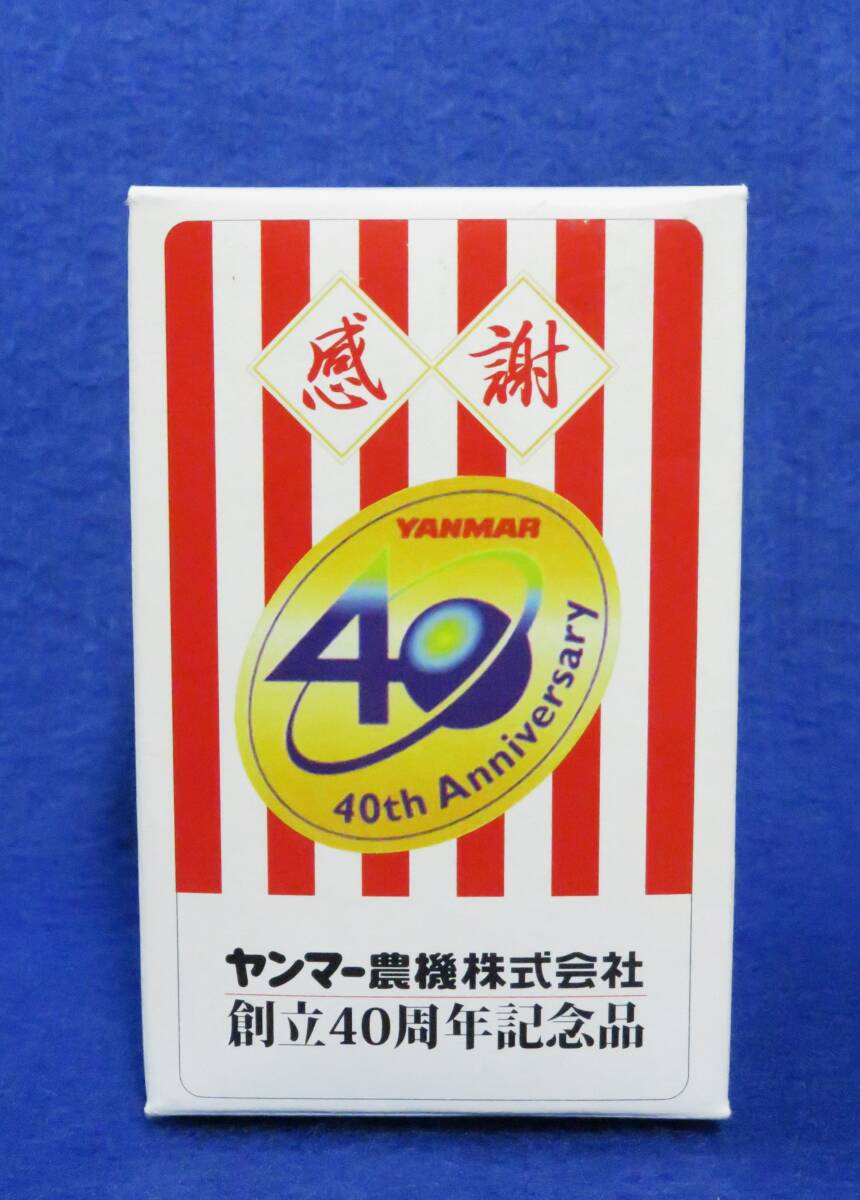 感謝
YANMAR
40
40th Anniversary
ヤンマー農機株式会社
創立40周年記念品